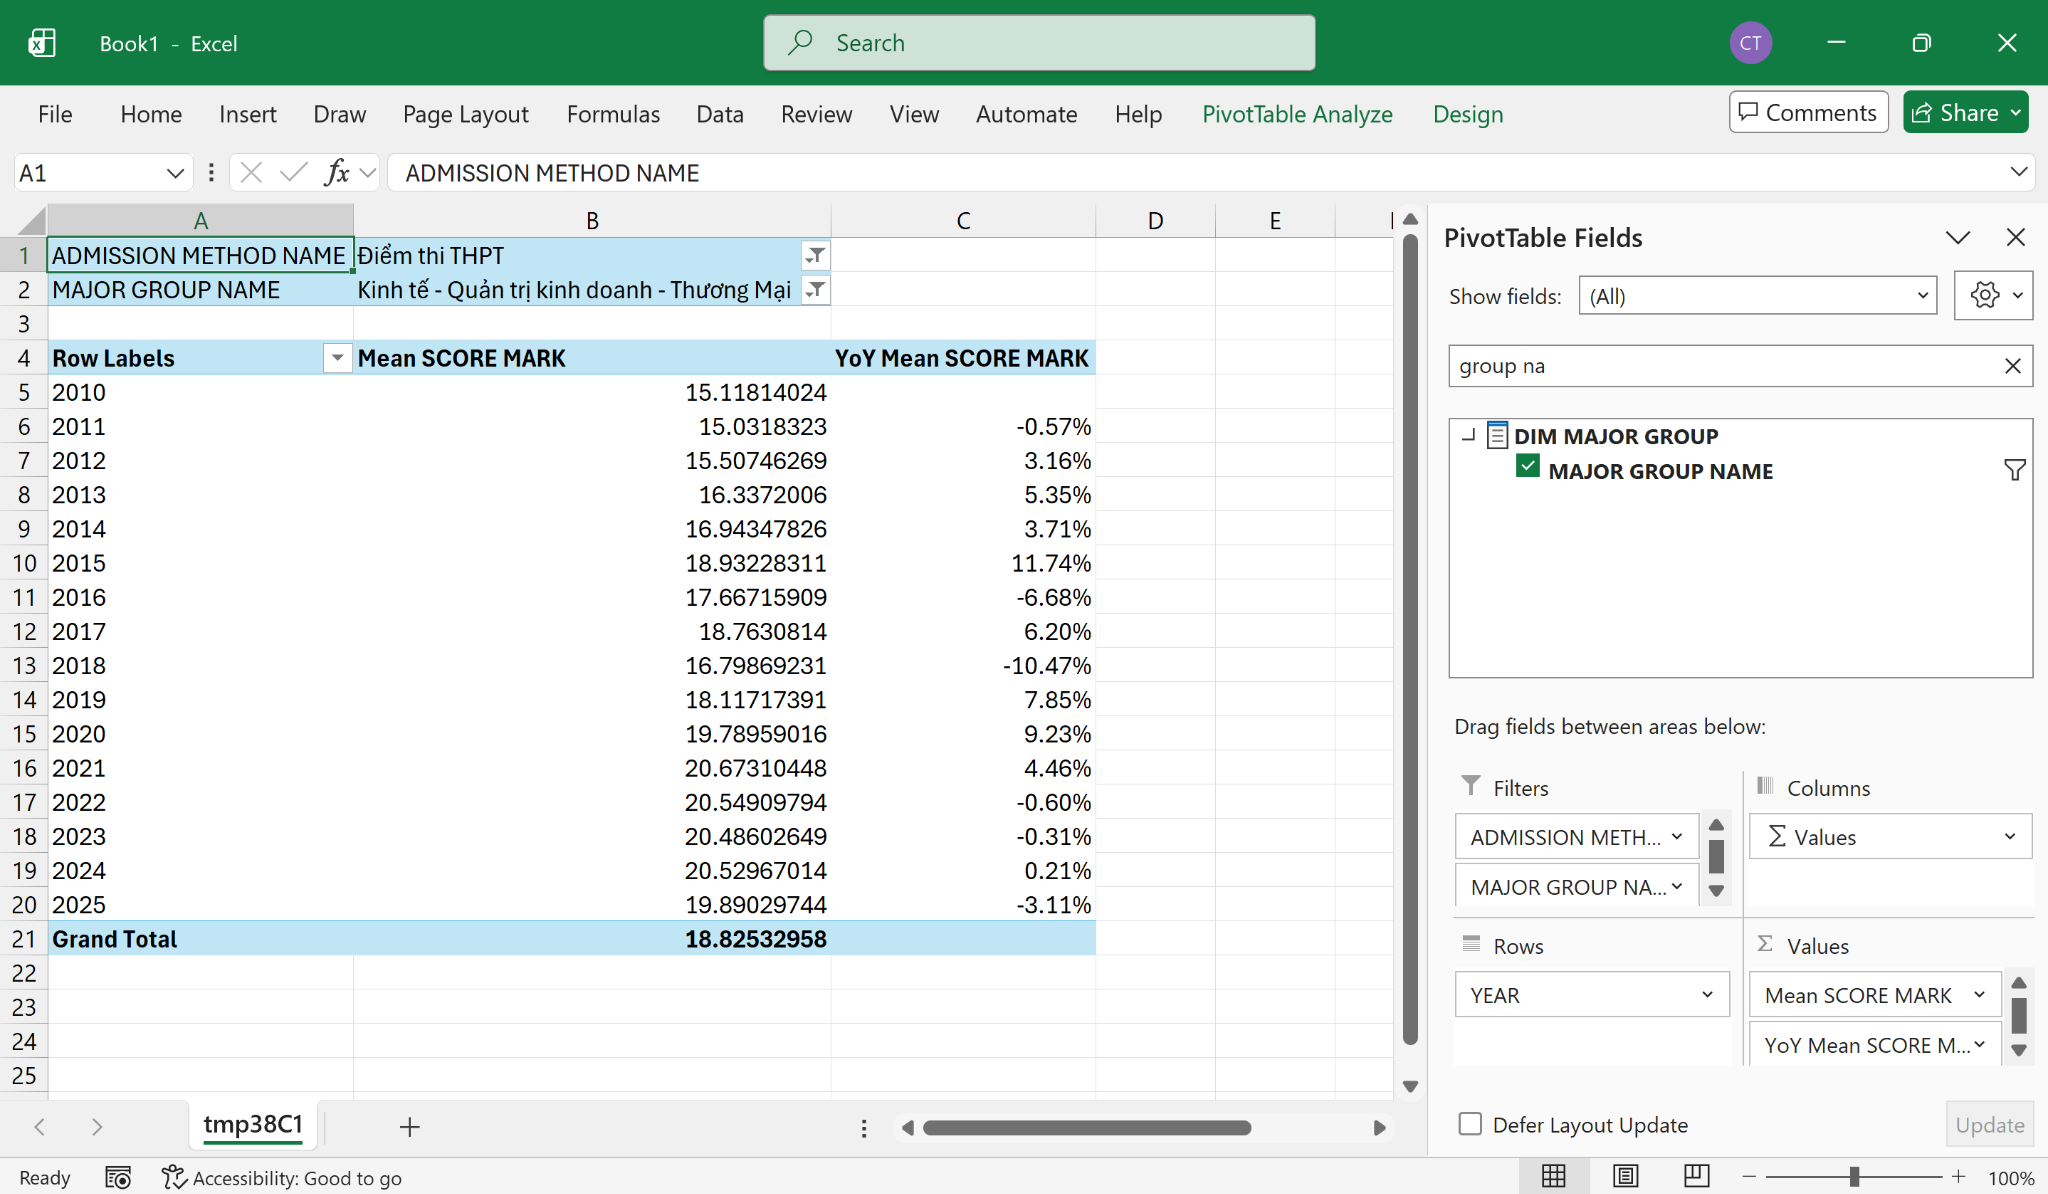 Book1 - Excel
Search
CT
File Home Insert Draw Page Layout Formulas Data Review View Automate Help PivotTable Analyze Design
Comments
Share
A1
fx
ADMISSION METHOD NAME
A B C D E
1 ADMISSION METHOD NAME Điểm thi THPT
2 MAJOR GROUP NAME Kinh tế - Quản trị kinh doanh - Thương Mại
3
4 Row Labels Mean SCORE MARK YoY Mean SCORE MARK
5 2010 15.11814024
6 2011 15.0318323 -0.57%
7 2012 15.50746269 3.16%
8 2013 16.3372006 5.35%
9 2014 16.94347826 3.71%
10 2015 18.93228311 11.74%
11 2016 17.66715909 -6.68%
12 2017 18.7630814 6.20%
13 2018 16.79869231 -10.47%
14 2019 18.11717391 7.85%
15 2020 19.78959016 9.23%
16 2021 20.67310448 4.46%
17 2022 20.54909794 -0.60%
18 2023 20.48602649 -0.31%
19 2024 20.52967014 0.21%
20 2025 19.89029744 -3.11%
21 Grand Total 18.82532958
22
23
24
25
PivotTable Fields
Show fields: (All)
group na
DIM MAJOR GROUP
MAJOR GROUP NAME
Drag fields between areas below:
Filters
ADMISSION METH...
MAJOR GROUP NA...
Columns
Σ Values
Rows
YEAR
Σ Values
Mean SCORE MARK
YoY Mean SCORE M...
Defer Layout Update
Update
tmp38C1
Ready
Accessibility: Good to go
100%